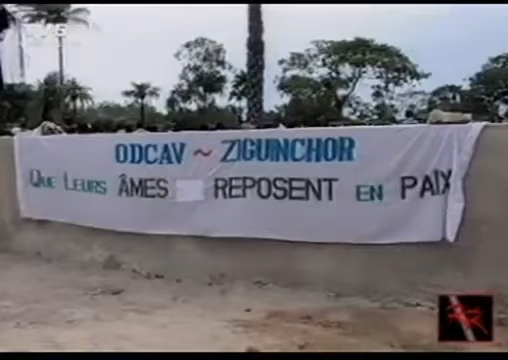 ODCAV ~ ZIGUINCHOR
QUE LEURS ÂMES REPOSENT EN PAIX